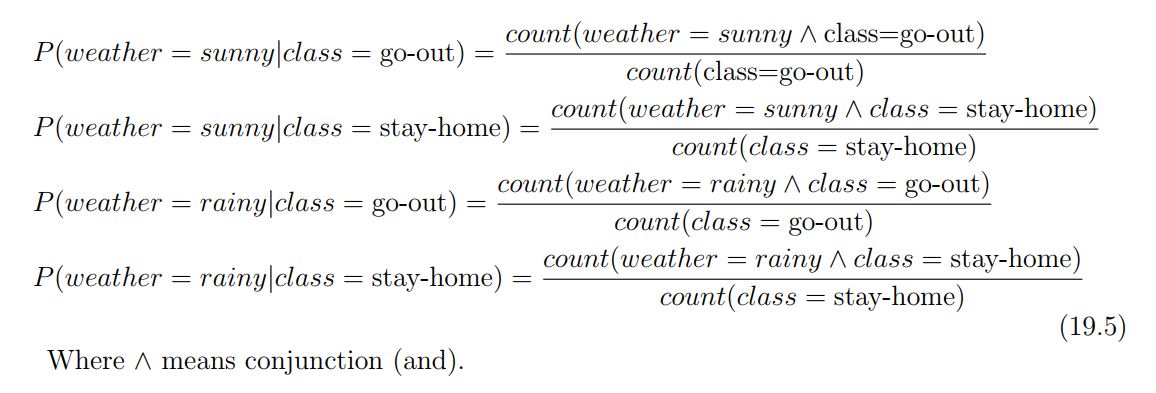 P(weather = sunny|class = go-out) = count(weather = sunny ∧ class=go-out) / count(class=go-out)
P(weather = sunny|class = stay-home) = count(weather = sunny ∧ class = stay-home) / count(class = stay-home)
P(weather = rainy|class = go-out) = count(weather = rainy ∧ class = go-out) / count(class = go-out)
P(weather = rainy|class = stay-home) = count(weather = rainy ∧ class = stay-home) / count(class = stay-home)
(19.5)
Where ∧ means conjunction (and).